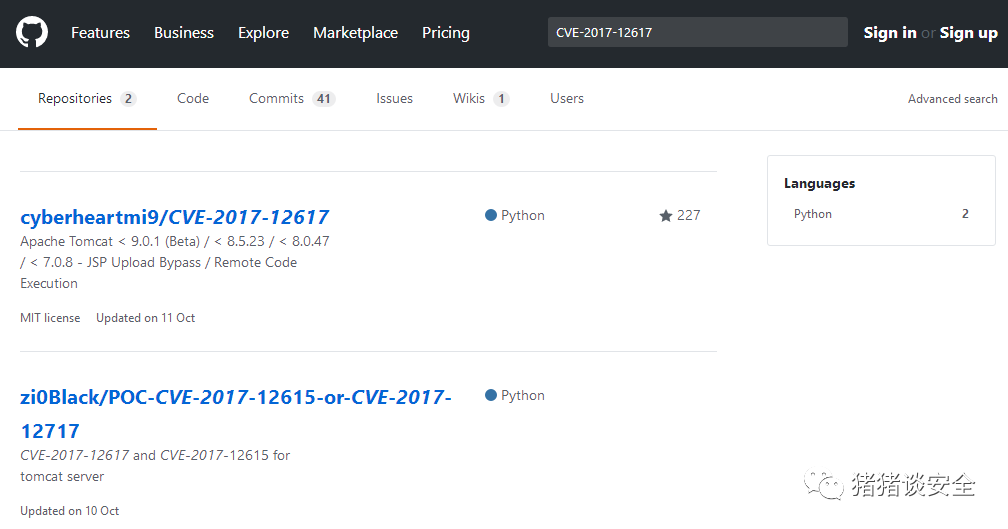 Features Business Explore Marketplace Pricing CVE-2017-12617 Sign in or Sign up
Repositories 2 Code Commits 41 Issues Wikis 1 Users Advanced search
Languages
Python 2
cyberheartmi9/CVE-2017-12617 Python 227
Apache Tomcat < 9.0.1 (Beta) / < 8.5.23 / < 8.0.47
/ < 7.0.8 - JSP Upload Bypass / Remote Code
Execution
MIT license Updated on 11 Oct
zi0Black/POC-CVE-2017-12615-or-CVE-2017- Python
12717
CVE-2017-12617 and CVE-2017-12615 for
tomcat server
Updated on 10 Oct
猪猪谈安全